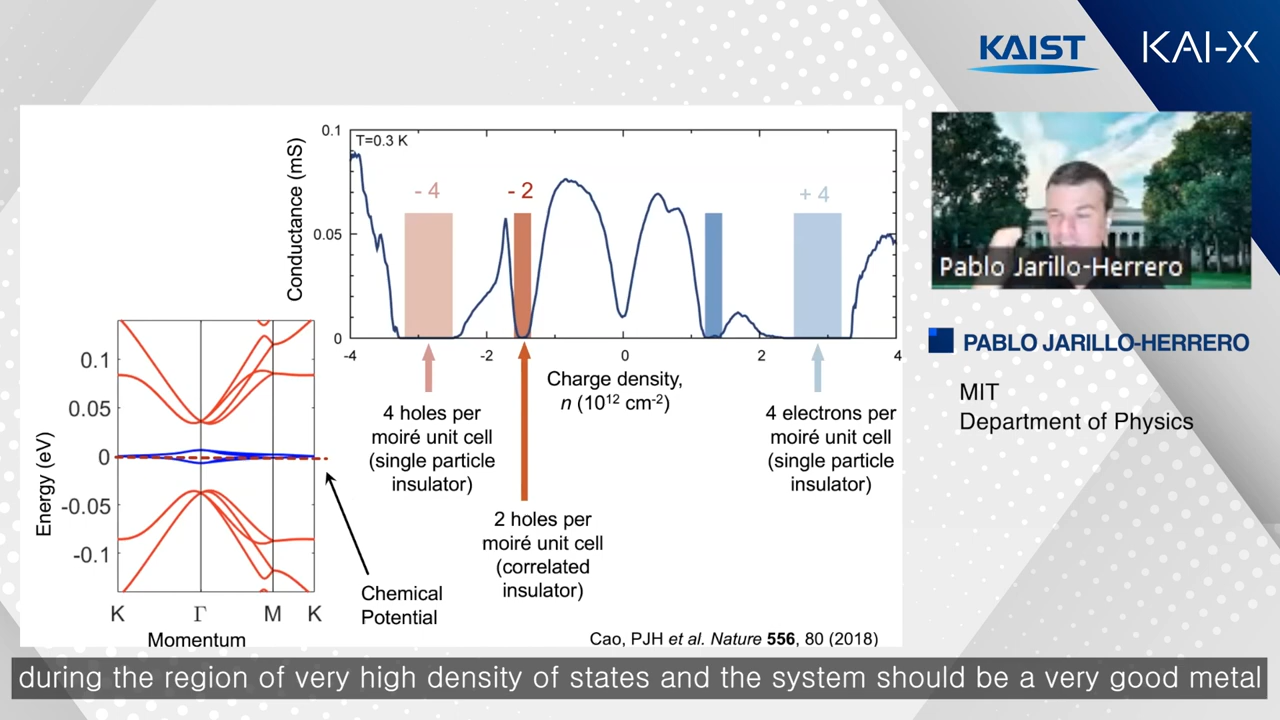 KAIST
KAI-X
T=0.3 K
0.1
0.05
0
Conductance (mS)
- 4
- 2
+ 4
-4
-2
0
2
4
Charge density,
n (10¹² cm⁻²)
4 holes per
moiré unit cell
(single particle
insulator)
2 holes per
moiré unit cell
(correlated
insulator)
4 electrons per
moiré unit cell
(single particle
insulator)
Energy (eV)
0.1
0.05
0
-0.05
-0.1
K
Γ
M
K
Momentum
Chemical
Potential
Cao, PJH et al. Nature 556, 80 (2018)
Pablo Jarillo-Herrero
PABLO JARILLO-HERRERO
MIT
Department of Physics
during the region of very high density of states and the system should be a very good metal